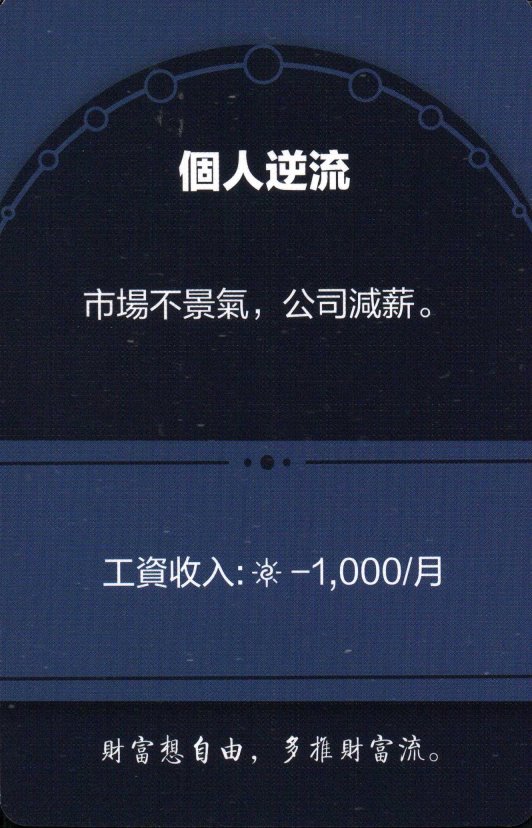 個人逆流
市場不景氣，公司減薪。
工資收入: –1,000/月
財富想自由，多推財富流。